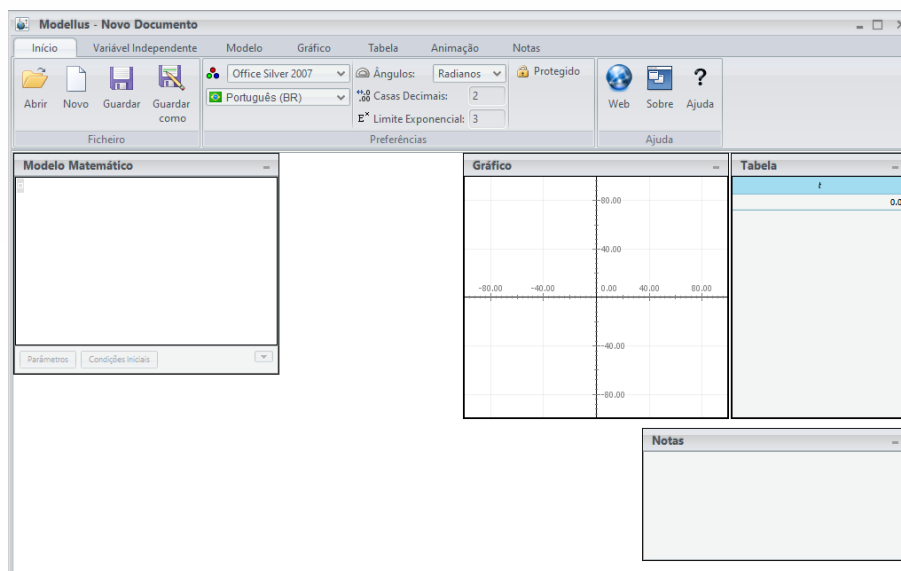 Modellus - Novo Documento
Início Variável Independente Modelo Gráfico Tabela Animação Notas
Abrir Novo Guardar Guardar como
Ficheiro
Office Silver 2007
Português (BR)
Ângulos: Radianos
Casas Decimais: 2
Limite Exponencial: 3
Protegido
Preferências
Web Sobre Ajuda
Ajuda
Modelo Matemático
Parâmetros Condições Iniciais
Gráfico
80.00
40.00
-80.00 -40.00 0.00 40.00 80.00
-40.00
-80.00
Tabela
t
0.0
Notas